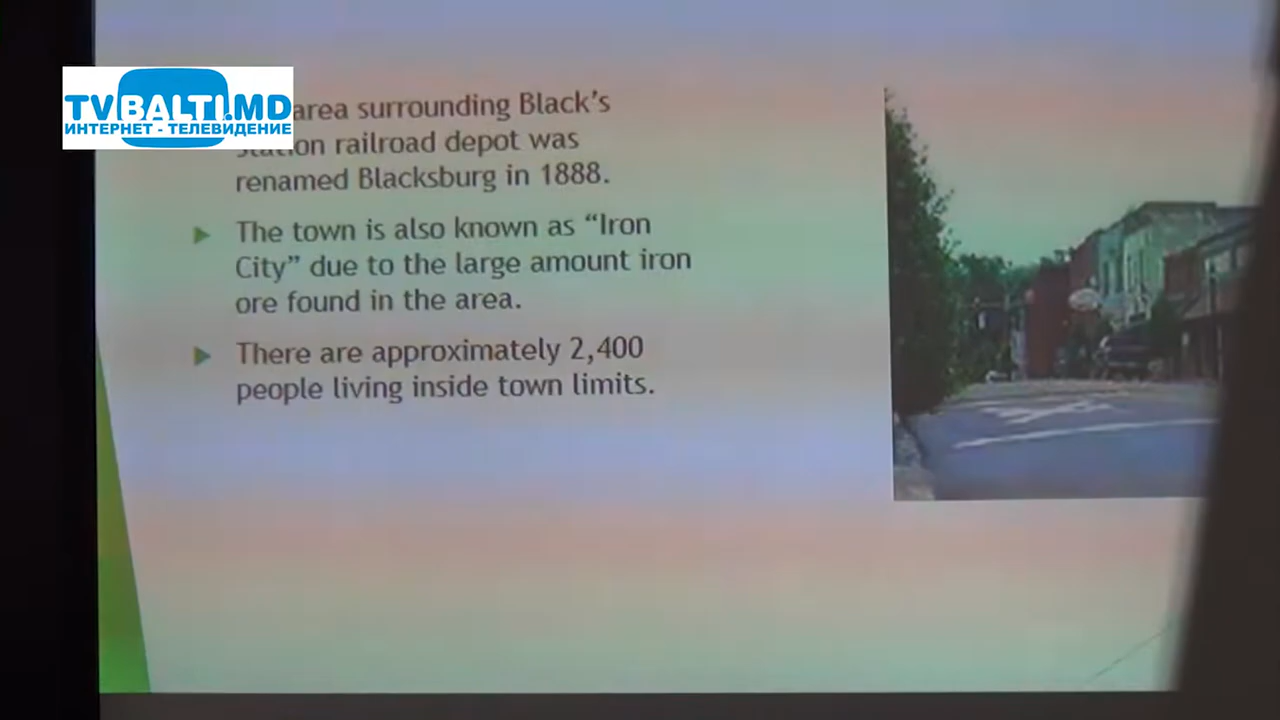 TVBALTI.MD
ИНТЕРНЕТ - ТЕЛЕВИДЕНИЕ
area surrounding Black's
Station railroad depot was
renamed Blacksburg in 1888.
The town is also known as “Iron
City” due to the large amount iron
ore found in the area.
There are approximately 2,400
people living inside town limits.